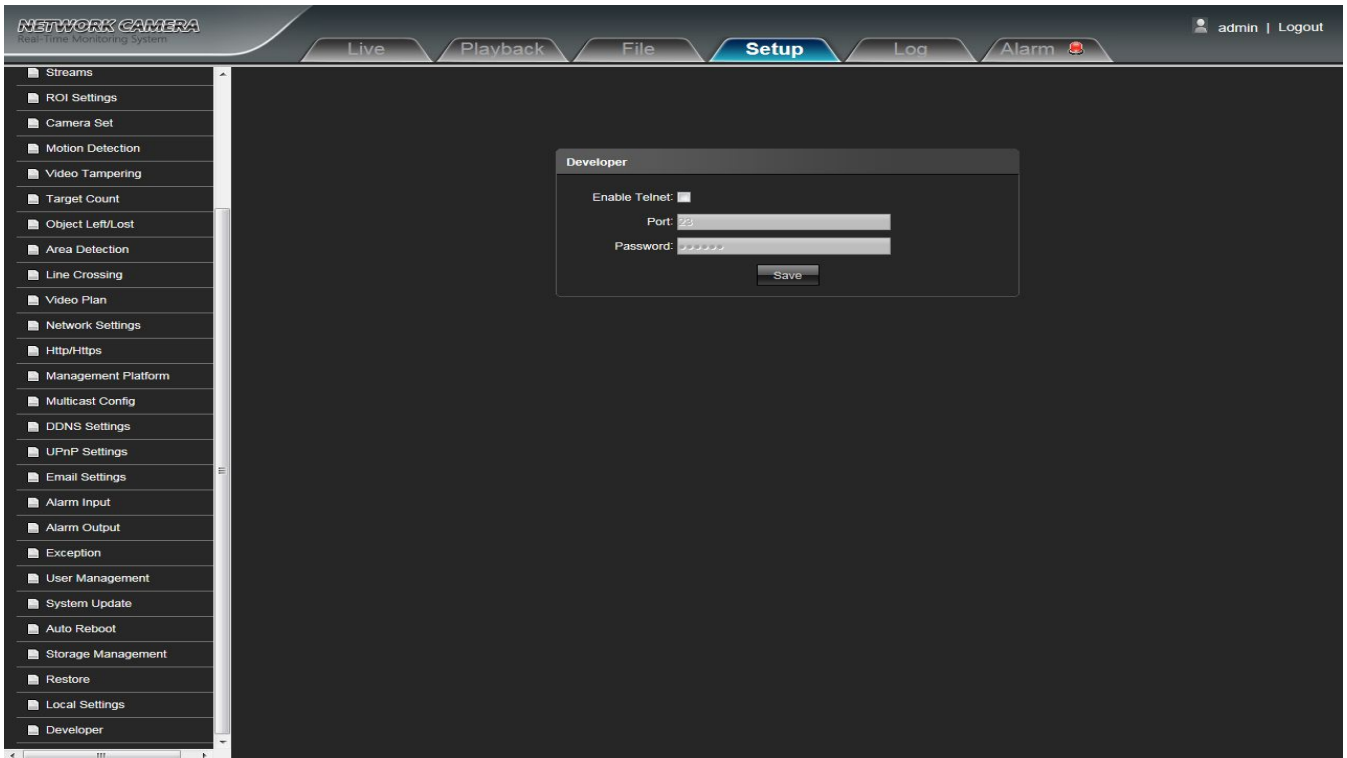 NETWORK CAMERA
Real-Time Monitoring System
admin | Logout
Live Playback File Setup Log Alarm
Streams
ROI Settings
Camera Set
Motion Detection
Video Tampering
Target Count
Object Left/Lost
Area Detection
Line Crossing
Video Plan
Network Settings
Http/Https
Management Platform
Multicast Config
DDNS Settings
UPnP Settings
Email Settings
Alarm Input
Alarm Output
Exception
User Management
System Update
Auto Reboot
Storage Management
Restore
Local Settings
Developer
Developer
Enable Telnet:
Port: 23
Password: ••••••
Save